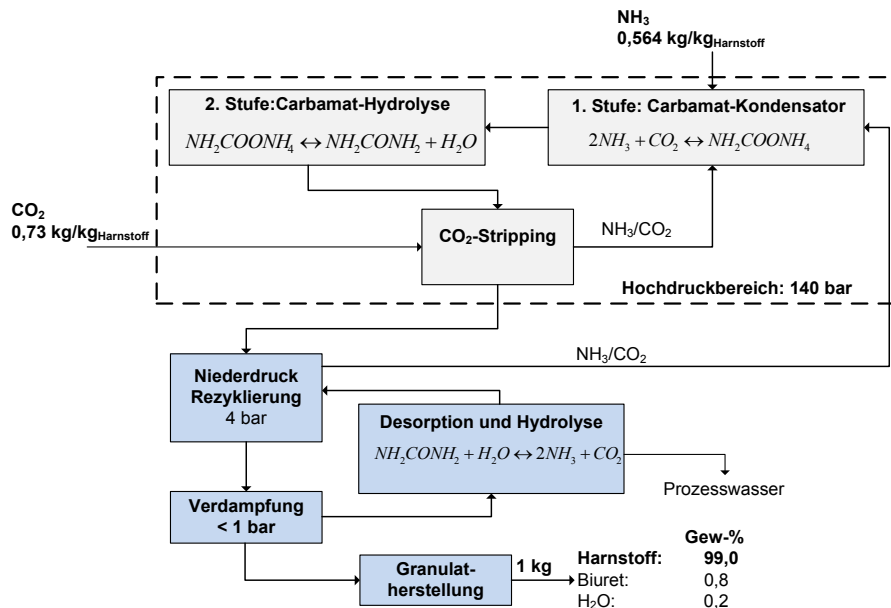 NH₃
0,564 kg/kgHarnstoff
2. Stufe:Carbamat-Hydrolyse
NH₂COONH₄ ↔ NH₂CONH₂ + H₂O
1. Stufe: Carbamat-Kondensator
2NH₃ + CO₂ ↔ NH₂COONH₄
CO₂
0,73 kg/kgHarnstoff
CO₂-Stripping
NH₃/CO₂
Hochdruckbereich: 140 bar
NH₃/CO₂
Niederdruck
Rezyklierung
4 bar
Desorption und Hydrolyse
NH₂CONH₂ + H₂O ↔ 2NH₃ + CO₂
Prozesswasser
Verdampfung
< 1 bar
Granulat-
herstellung
1 kg
Gew-%
Harnstoff: 99,0
Biuret: 0,8
H₂O: 0,2